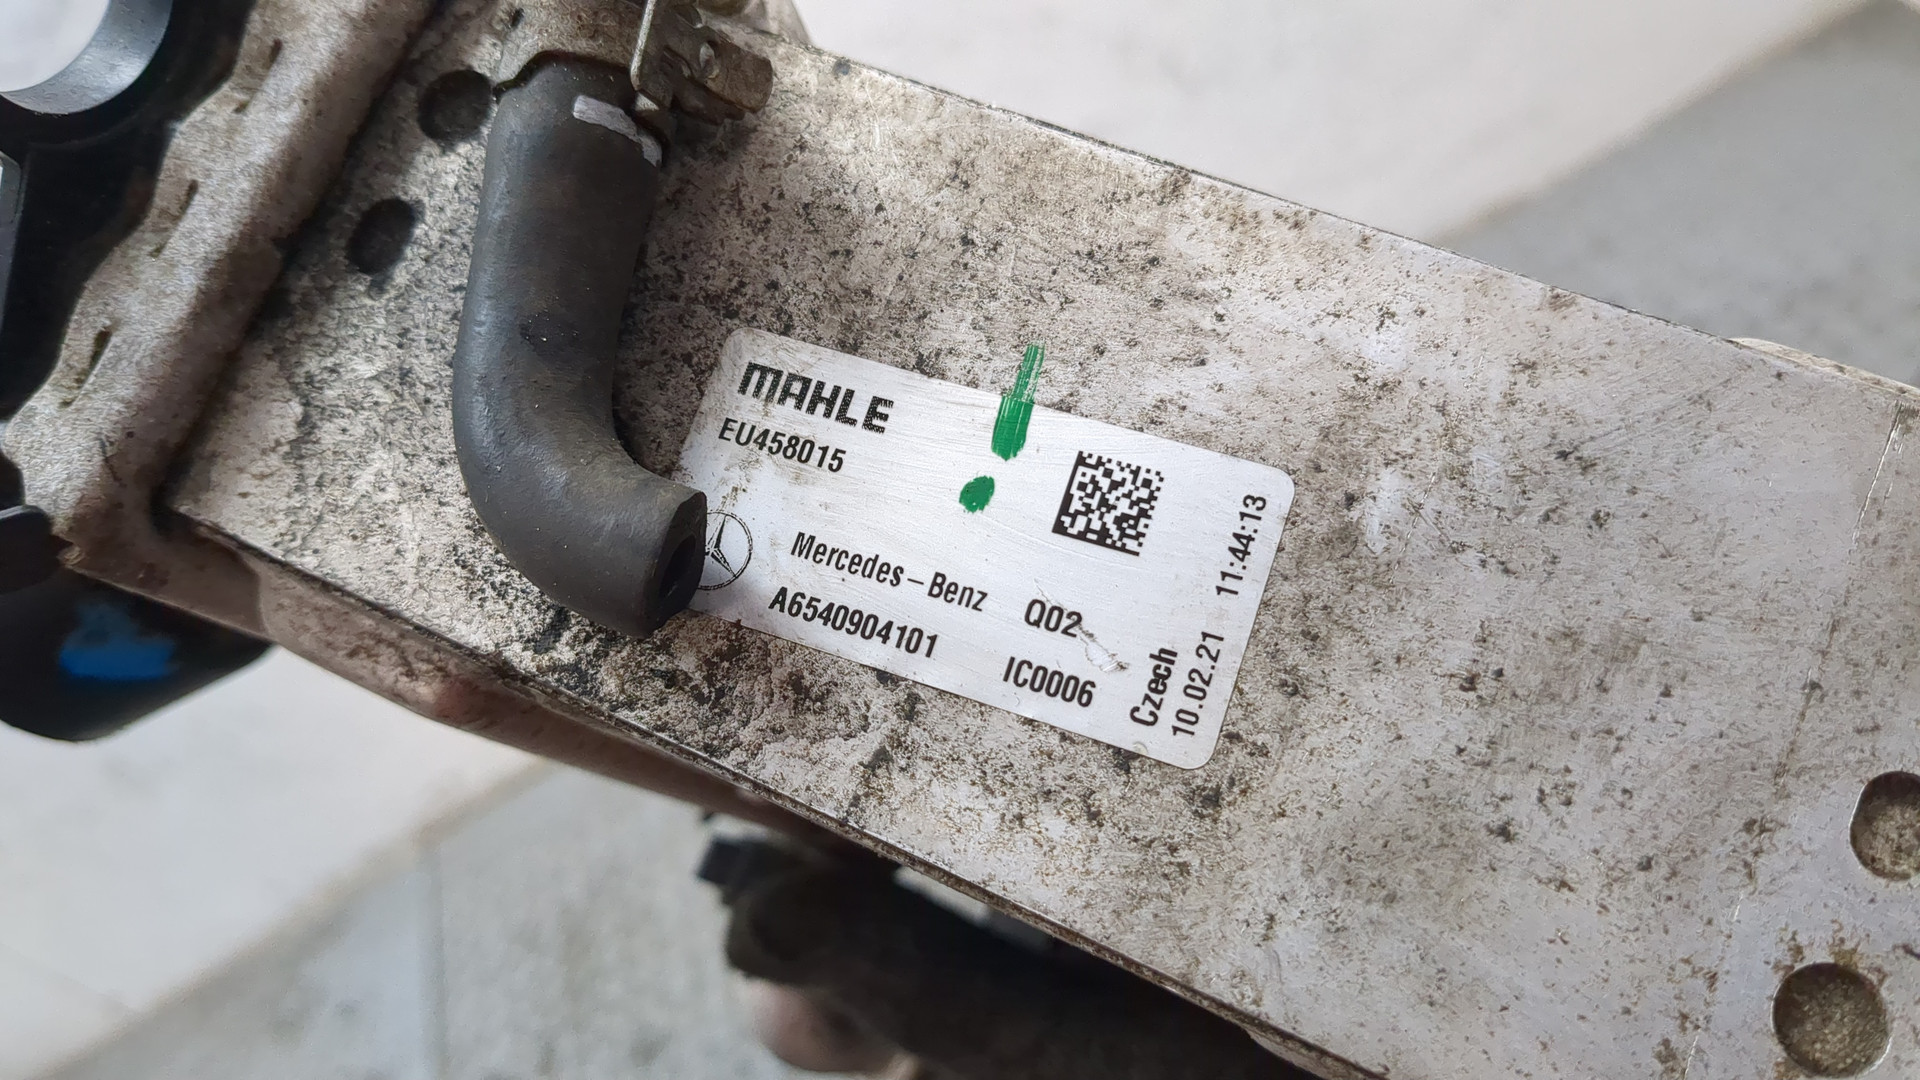 MAHLE
EU458015
Mercedes-Benz
A6540904101
Q02
IC0006
Czech
10.02.21 11:44:13